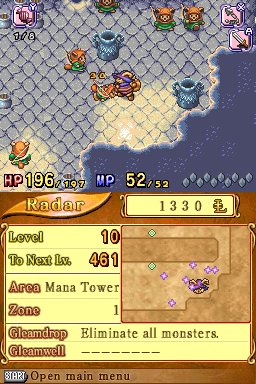 1/8
HP 196/197 MP 52/52
Radar
1330
Level 10
To Next Lv. 461
Area Mana Tower
Zone 1
Gleamdrop Eliminate all monsters.
Gleamwell --------
START Open main menu